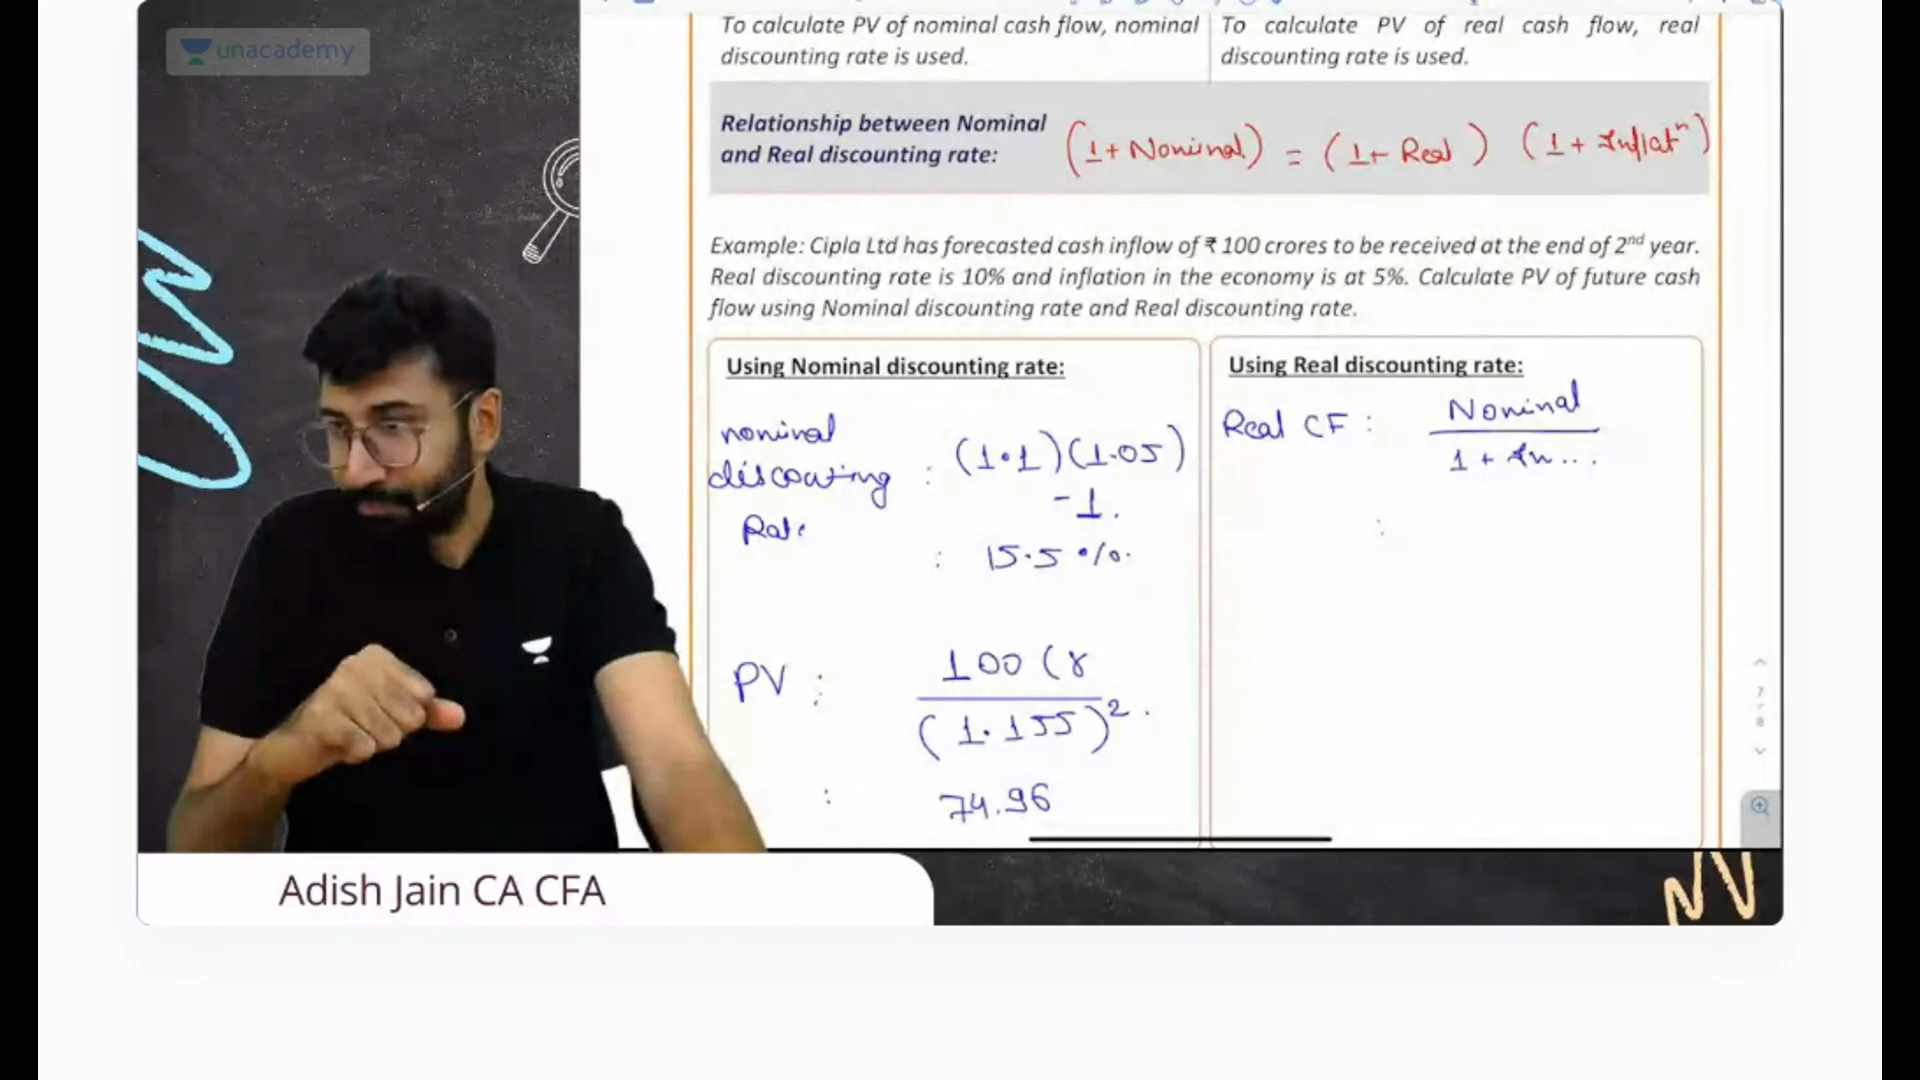 unacademy
To calculate PV of nominal cash flow, nominal
discounting rate is used.
To calculate PV of real cash flow, real
discounting rate is used.
Relationship between Nominal
and Real discounting rate:
(1+ Nominal) = (1+ Real) (1+ Inflatⁿ)
Example: Cipla Ltd has forecasted cash inflow of ₹ 100 crores to be received at the end of 2nd year.
Real discounting rate is 10% and inflation in the economy is at 5%. Calculate PV of future cash
flow using Nominal discounting rate and Real discounting rate.
Using Nominal discounting rate:
nominal
discounting : (1.1)(1.05)
-1.
Rate
: 15.5 %.
PV : 100 Cr
(1.155)².
: 74.96
Using Real discounting rate:
Real CF : Nominal
1 + In...
:
7
8
Adish Jain CA CFA